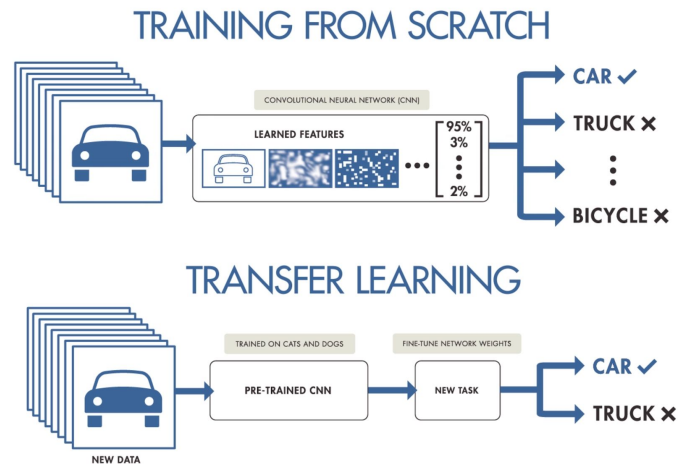 TRAINING FROM SCRATCH
CONVOLUTIONAL NEURAL NETWORK (CNN)
LEARNED FEATURES
95%
3%
2%
CAR ✓
TRUCK ✕
BICYCLE ✕
TRANSFER LEARNING
TRAINED ON CATS AND DOGS
FINE-TUNE NETWORK WEIGHTS
PRE-TRAINED CNN
NEW TASK
CAR ✓
TRUCK ✕
NEW DATA